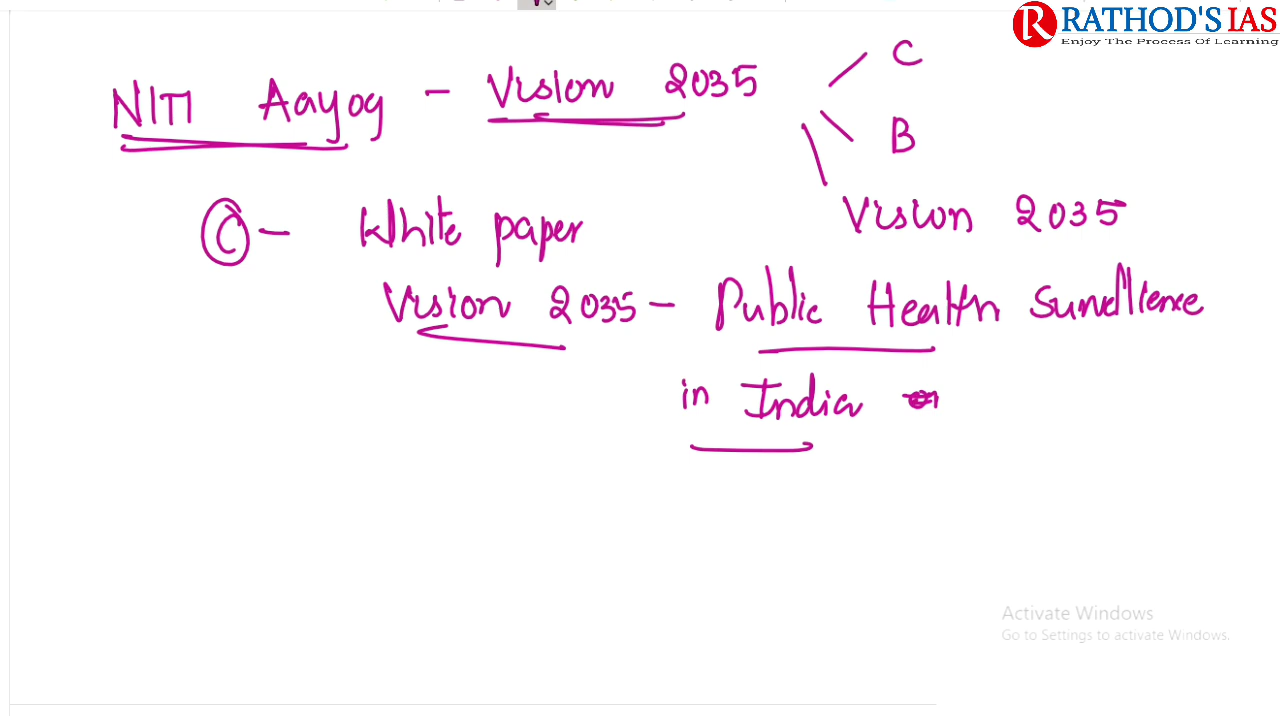 RATHOD'S IAS
Enjoy The Process Of Learning
NITI Aayog - Vision 2035
C
B
Vision 2035
C - White paper
Vision 2035 - Public Health Survellience
in India
Activate Windows
Go to Settings to activate Windows.